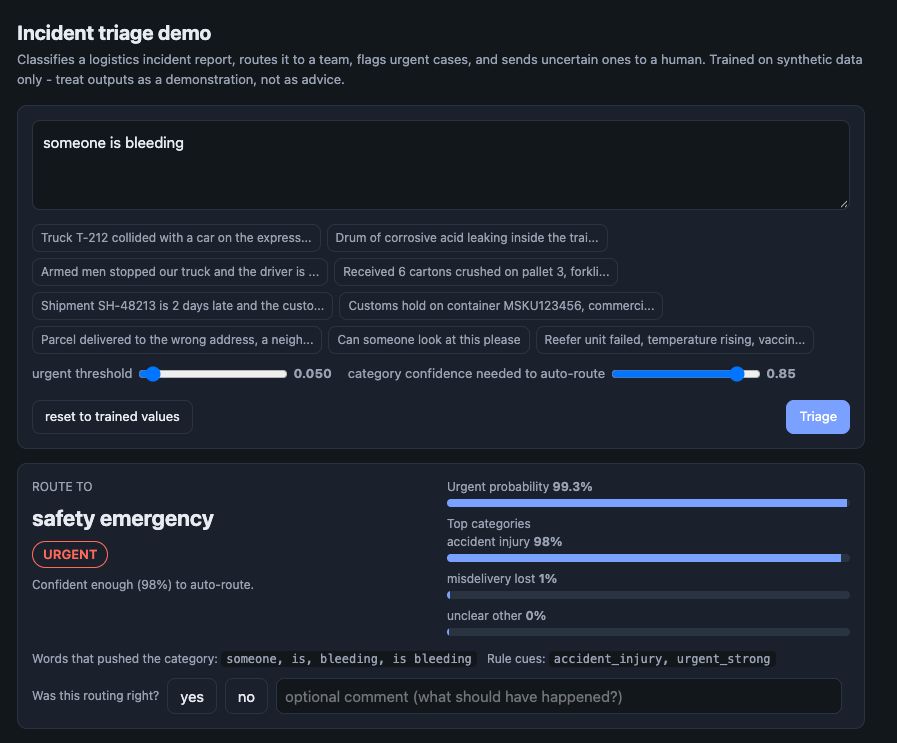 Incident triage demo
Classifies a logistics incident report, routes it to a team, flags urgent cases, and sends uncertain ones to a human. Trained on synthetic data
only - treat outputs as a demonstration, not as advice.
someone is bleeding
Truck T-212 collided with a car on the express...
Drum of corrosive acid leaking inside the trai...
Armed men stopped our truck and the driver is ...
Received 6 cartons crushed on pallet 3, forkli...
Shipment SH-48213 is 2 days late and the custo...
Customs hold on container MSKU123456, commerci...
Parcel delivered to the wrong address, a neigh...
Can someone look at this please
Reefer unit failed, temperature rising, vaccin...
urgent threshold 0.050 category confidence needed to auto-route 0.85
reset to trained values
Triage
ROUTE TO
safety emergency
URGENT
Confident enough (98%) to auto-route.
Urgent probability 99.3%
Top categories
accident injury 98%
misdelivery lost 1%
unclear other 0%
Words that pushed the category: someone, is, bleeding, is bleeding Rule cues: accident_injury, urgent_strong
Was this routing right? yes no optional comment (what should have happened?)